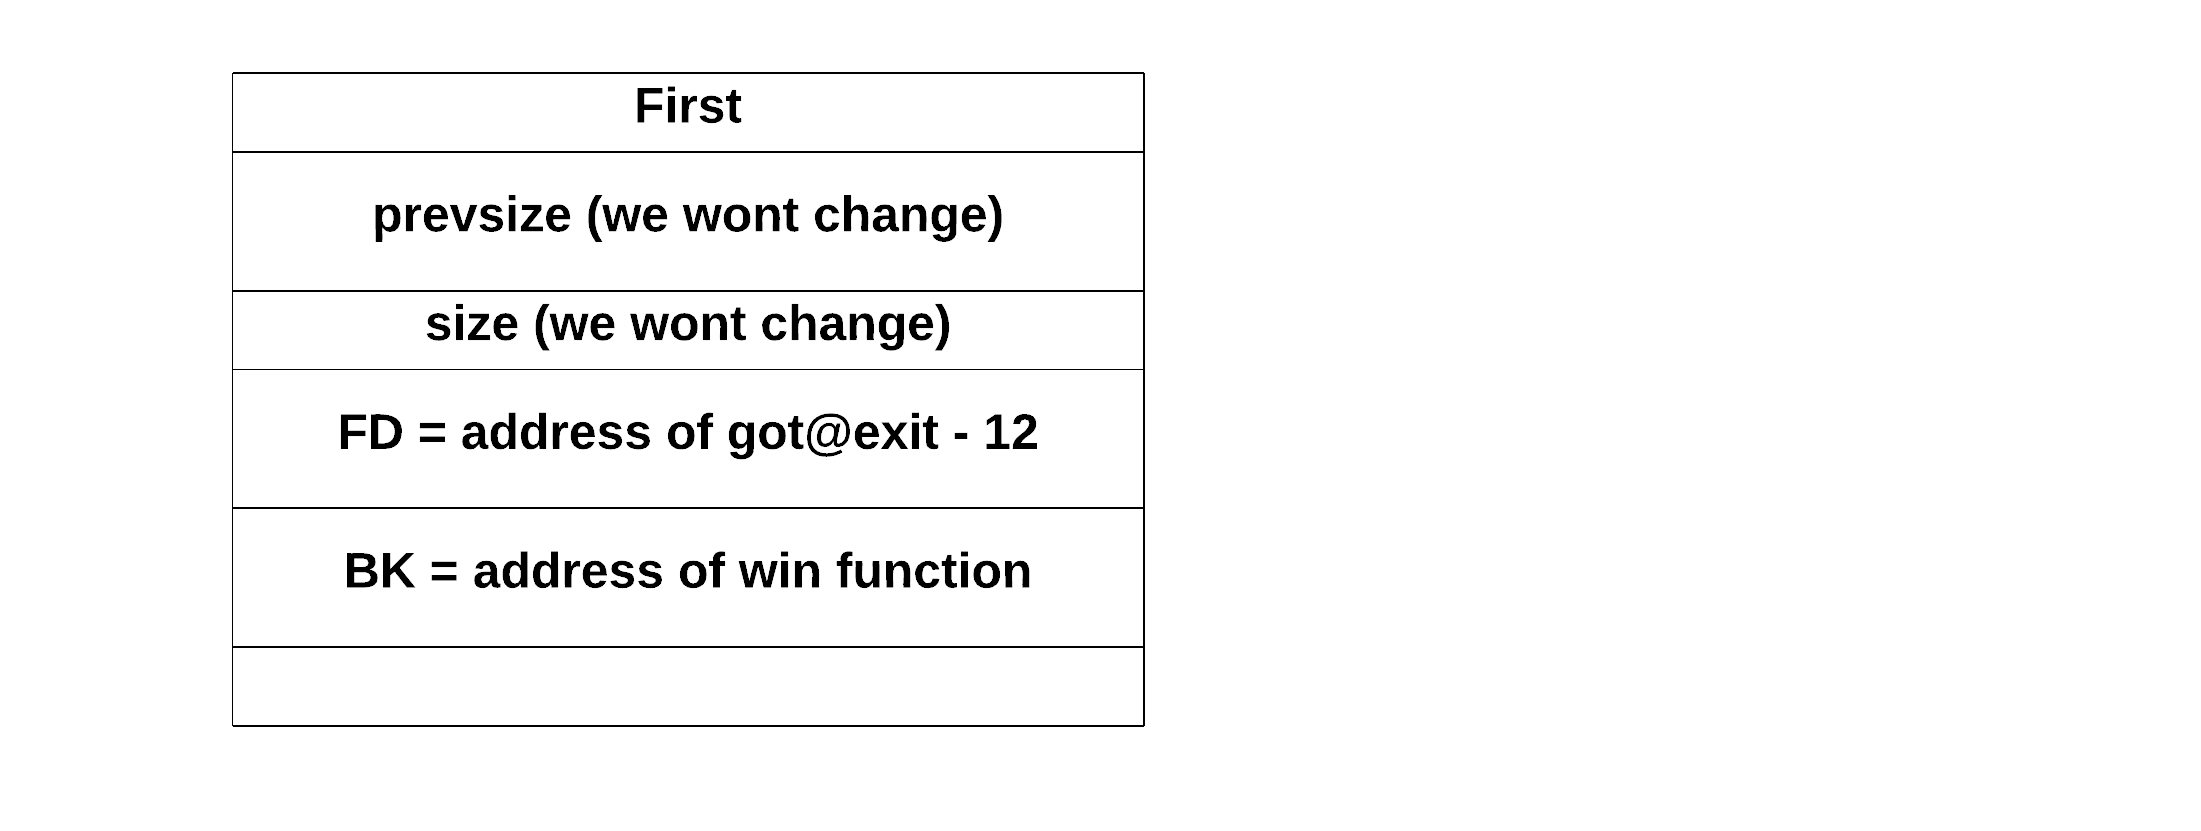 First
prevsize (we wont change)
size (we wont change)
FD = address of got@exit - 12
BK = address of win function